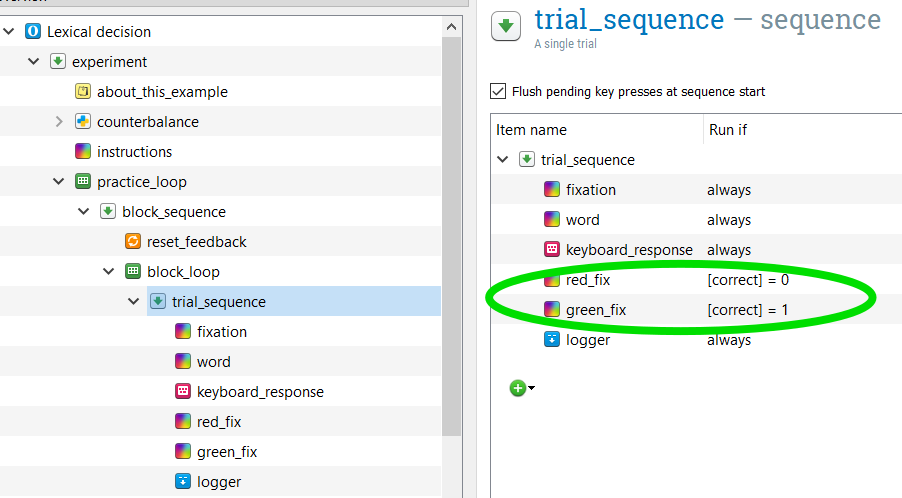 Lexical decision
experiment
about_this_example
counterbalance
instructions
practice_loop
block_sequence
reset_feedback
block_loop
trial_sequence
fixation
word
keyboard_response
red_fix
green_fix
logger
trial_sequence — sequence
A single trial
Flush pending key presses at sequence start
Item name Run if
trial_sequence
fixation always
word always
keyboard_response always
red_fix [correct] = 0
green_fix [correct] = 1
logger always